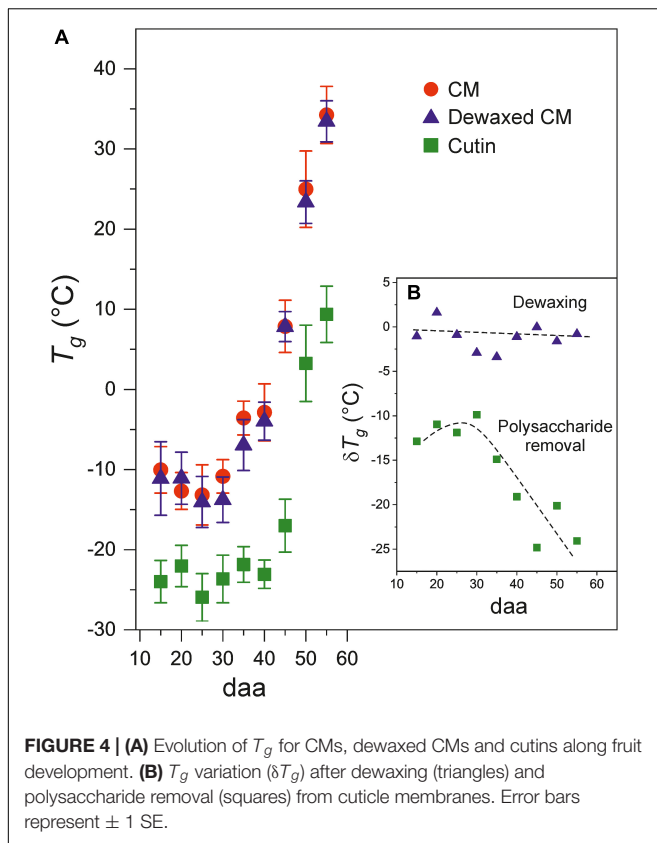 A
CM
Dewaxed CM
Cutin
40
30
20
10
0
-10
-20
-30
Tg (°C)
10 20 30 40 50 60
daa
B
Dewaxing
Polysaccharide
removal
5
0
-5
-10
-15
-20
-25
δTg (°C)
10 20 30 40 50 60
daa
FIGURE 4 | (A) Evolution of Tg for CMs, dewaxed CMs and cutins along fruit
development. (B) Tg variation (δTg) after dewaxing (triangles) and
polysaccharide removal (squares) from cuticle membranes. Error bars
represent ± 1 SE.